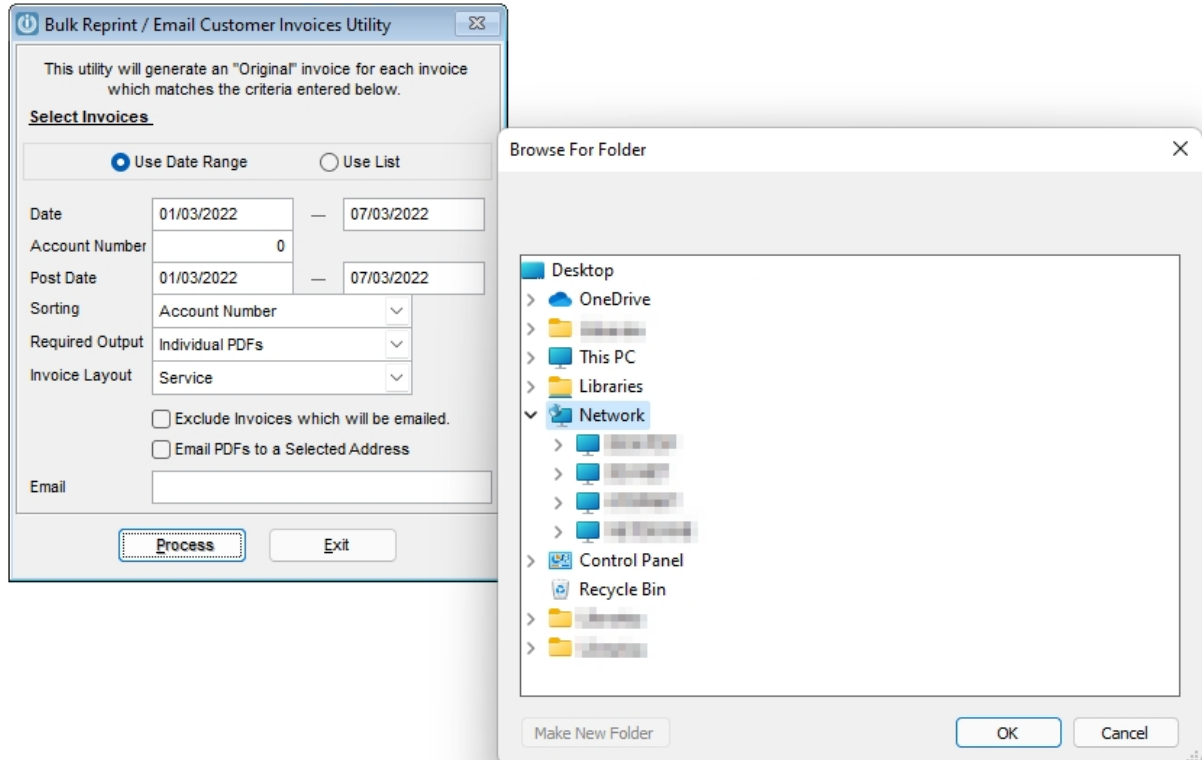 Bulk Reprint / Email Customer Invoices Utility
This utility will generate an "Original" invoice for each invoice
which matches the criteria entered below.
Select Invoices
Use Date Range
Use List
Date 01/03/2022 — 07/03/2022
Account Number 0
Post Date 01/03/2022 — 07/03/2022
Sorting Account Number
Required Output Individual PDFs
Invoice Layout Service
Exclude Invoices which will be emailed.
Email PDFs to a Selected Address
Email
Process
Exit
Browse For Folder
Desktop
OneDrive
This PC
Libraries
Network
Control Panel
Recycle Bin
Make New Folder
OK
Cancel